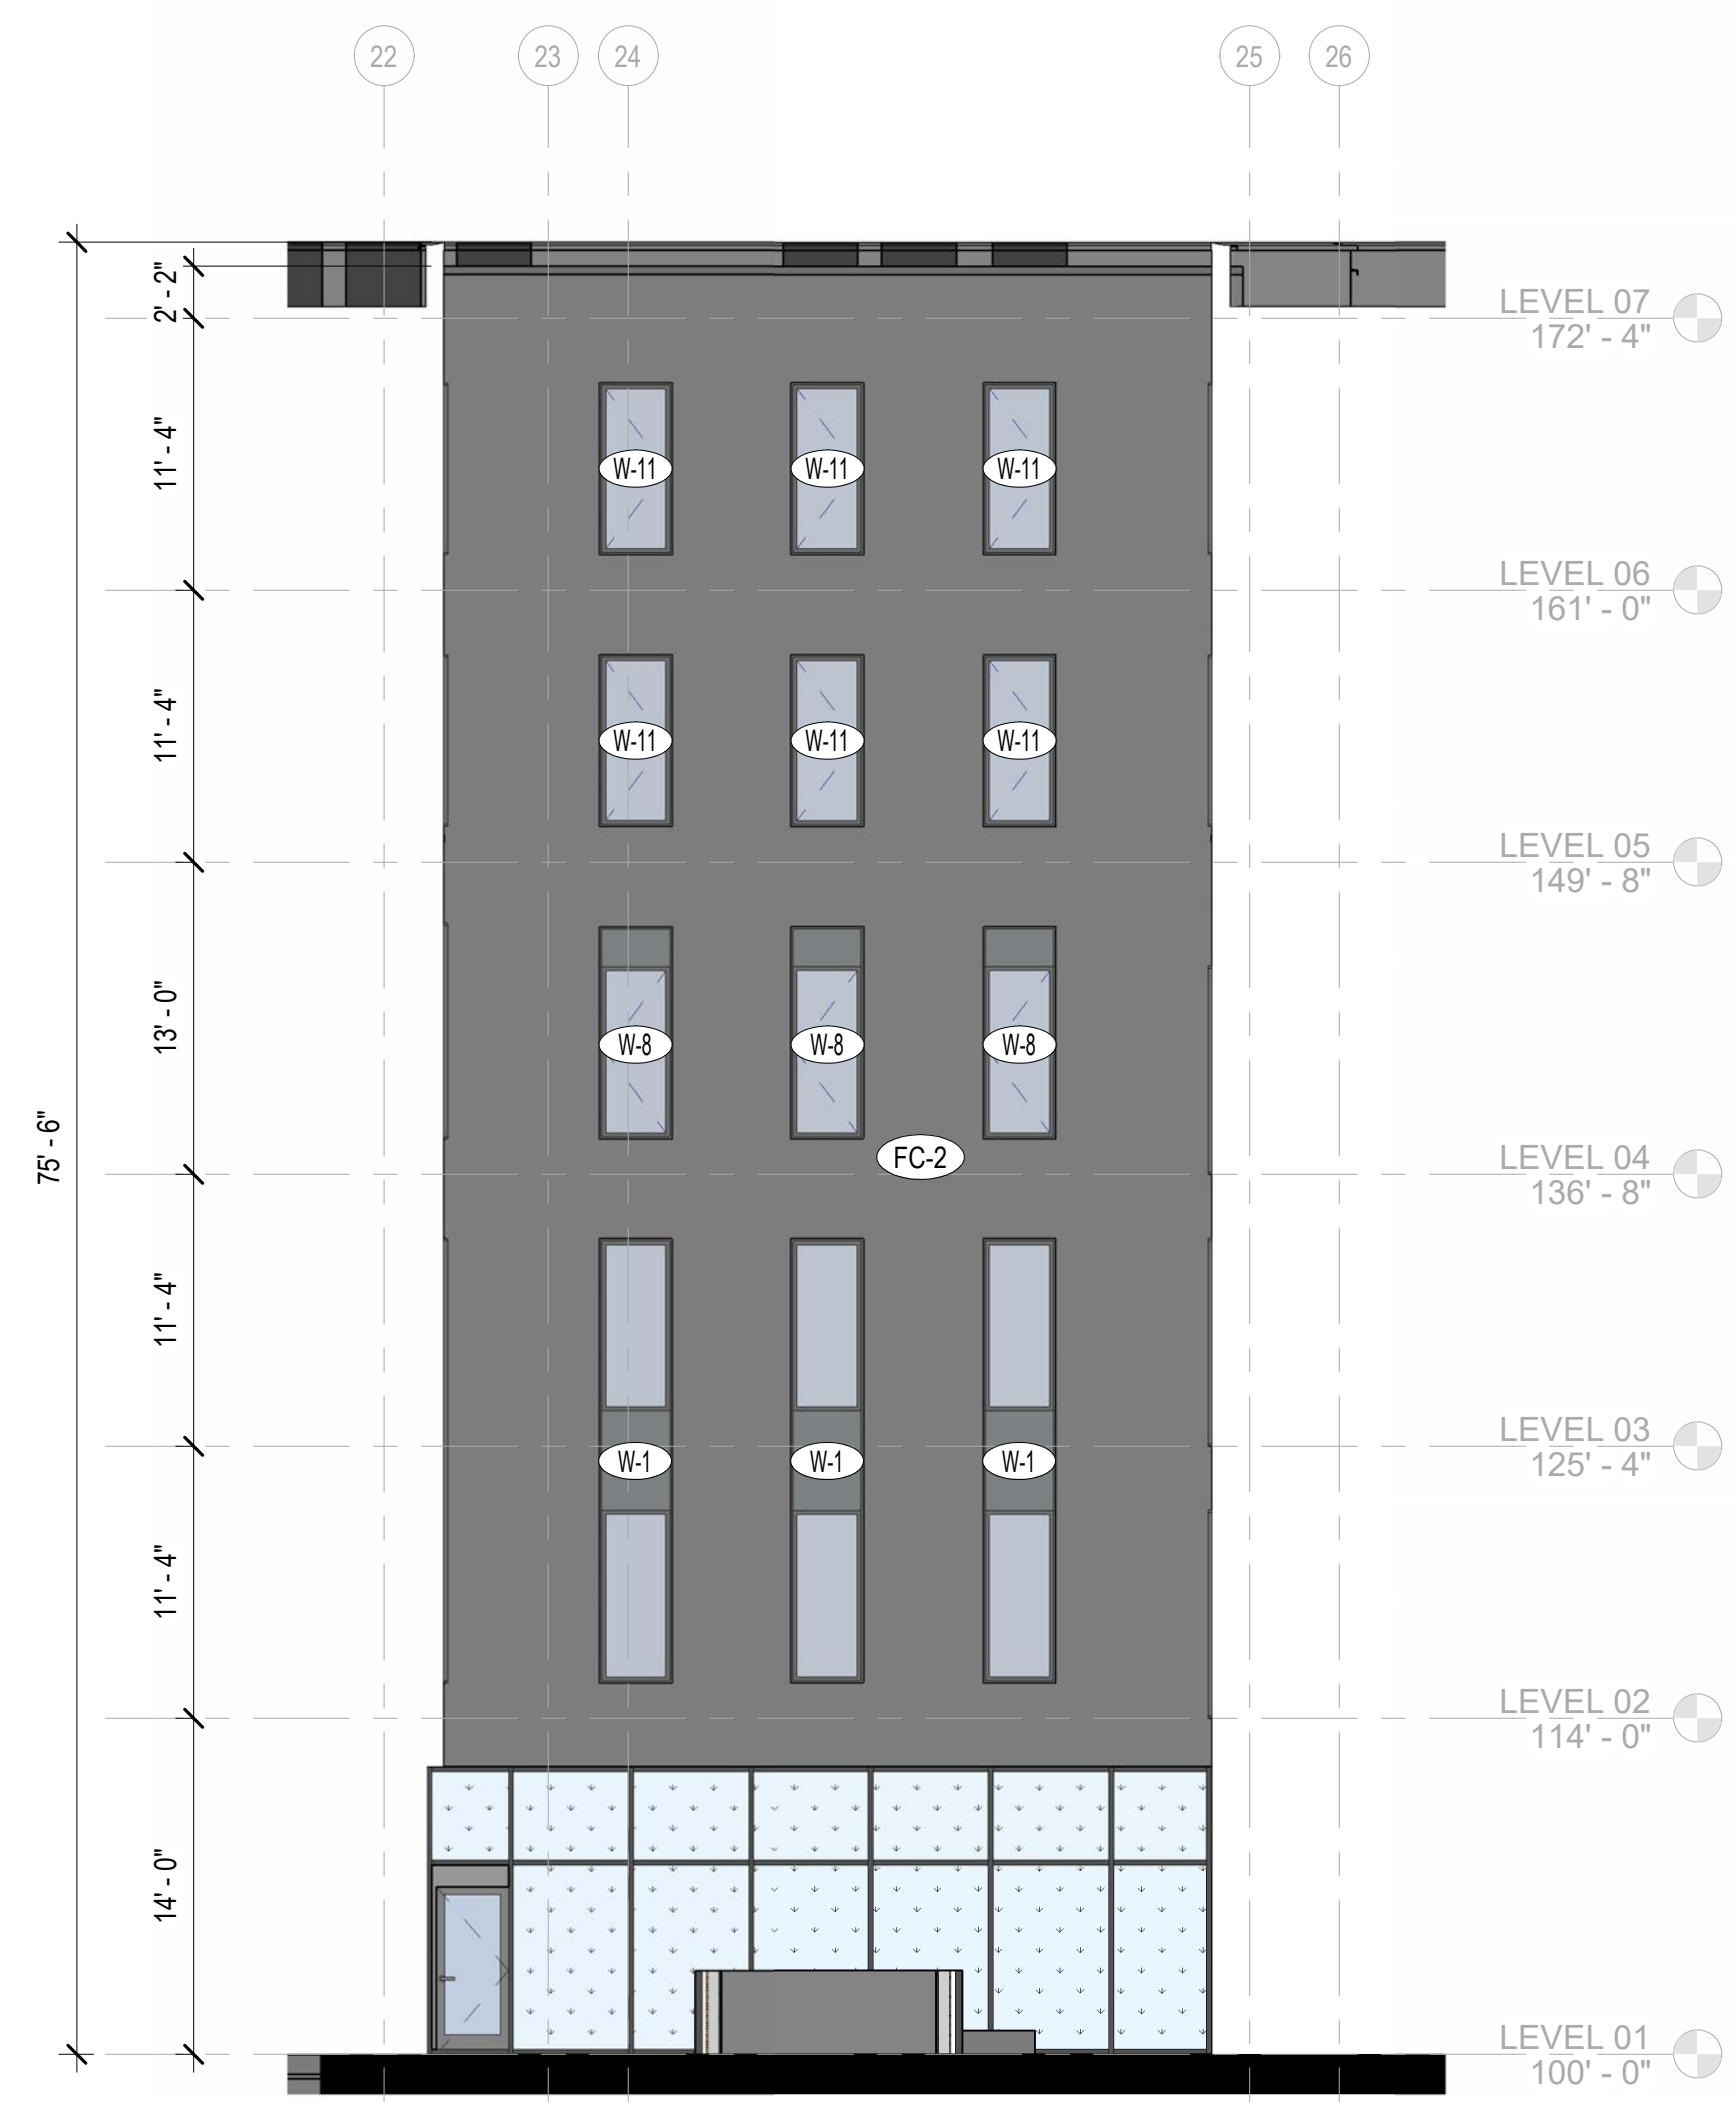 22
23
24
25
26
2' - 2"
LEVEL 07
172' - 4"
11' - 4"
W-11
W-11
W-11
LEVEL 06
161' - 0"
11' - 4"
W-11
W-11
W-11
LEVEL 05
149' - 8"
13' - 0"
W-8
W-8
W-8
75' - 6"
FC-2
LEVEL 04
136' - 8"
11' - 4"
LEVEL 03
125' - 4"
W-1
W-1
W-1
11' - 4"
LEVEL 02
114' - 0"
14' - 0"
LEVEL 01
100' - 0"